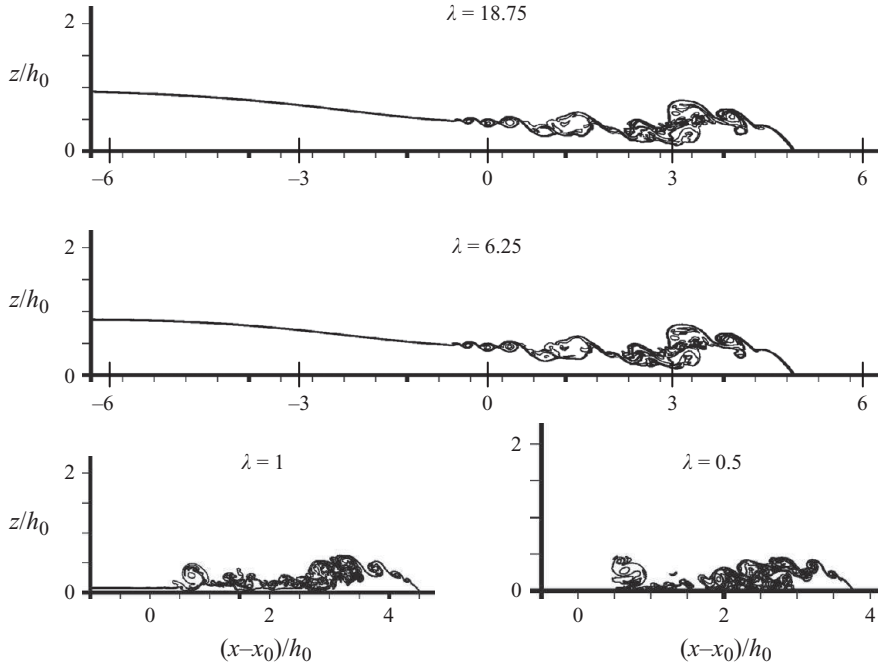 λ = 18.75
2
z/h₀
0
–6 –3 0 3 6
λ = 6.25
2
z/h₀
0
–6 –3 0 3 6
λ = 1
2
z/h₀
0
0 2 4
(x–x₀)/h₀
λ = 0.5
2
0
0 2 4
(x–x₀)/h₀